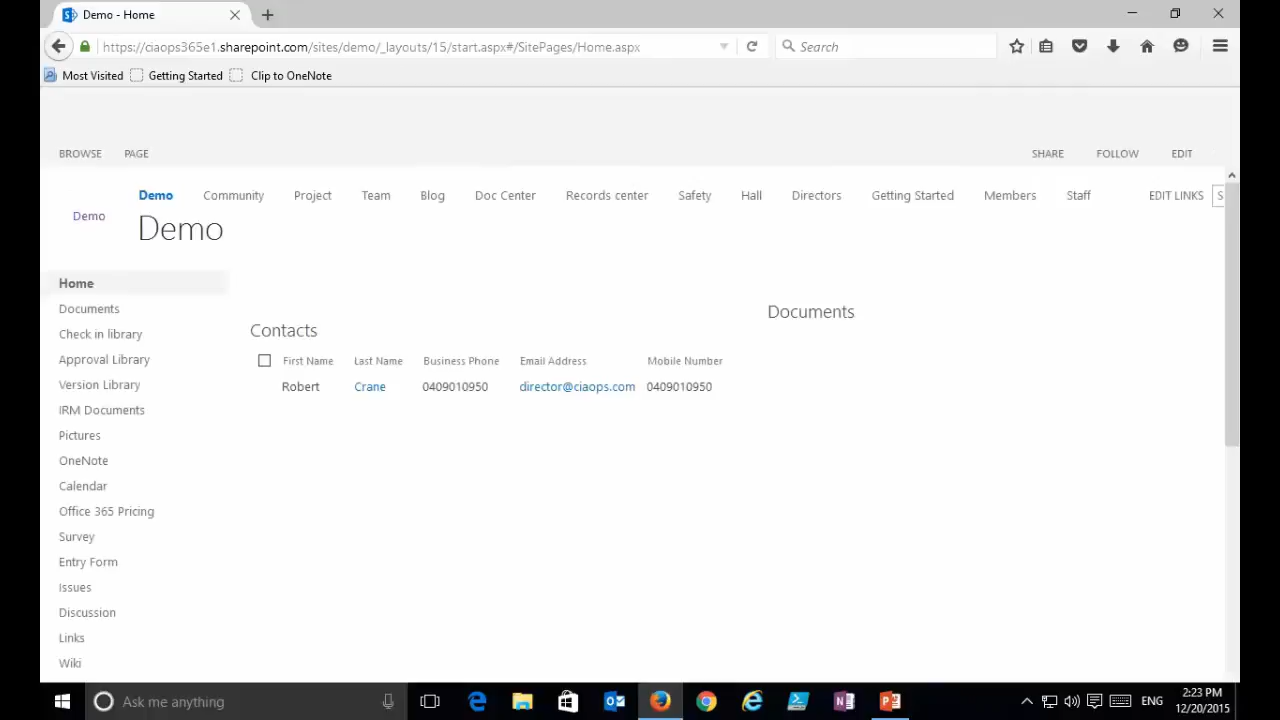 Demo - Home
https://ciaops365e1.sharepoint.com/sites/demo/_layouts/15/start.aspx#/SitePages/Home.aspx
Search
Most Visited Getting Started Clip to OneNote
BROWSE PAGE SHARE FOLLOW EDIT
Demo Community Project Team Blog Doc Center Records center Safety Hall Directors Getting Started Members Staff EDIT LINKS S
Demo
Demo
Home
Documents
Check in library
Approval Library
Version Library
IRM Documents
Pictures
OneNote
Calendar
Office 365 Pricing
Survey
Entry Form
Issues
Discussion
Links
Wiki
Contacts
First Name Last Name Business Phone Email Address Mobile Number
Robert Crane 0409010950 director@ciaops.com 0409010950
Documents
Ask me anything
ENG
2:23 PM
12/20/2015